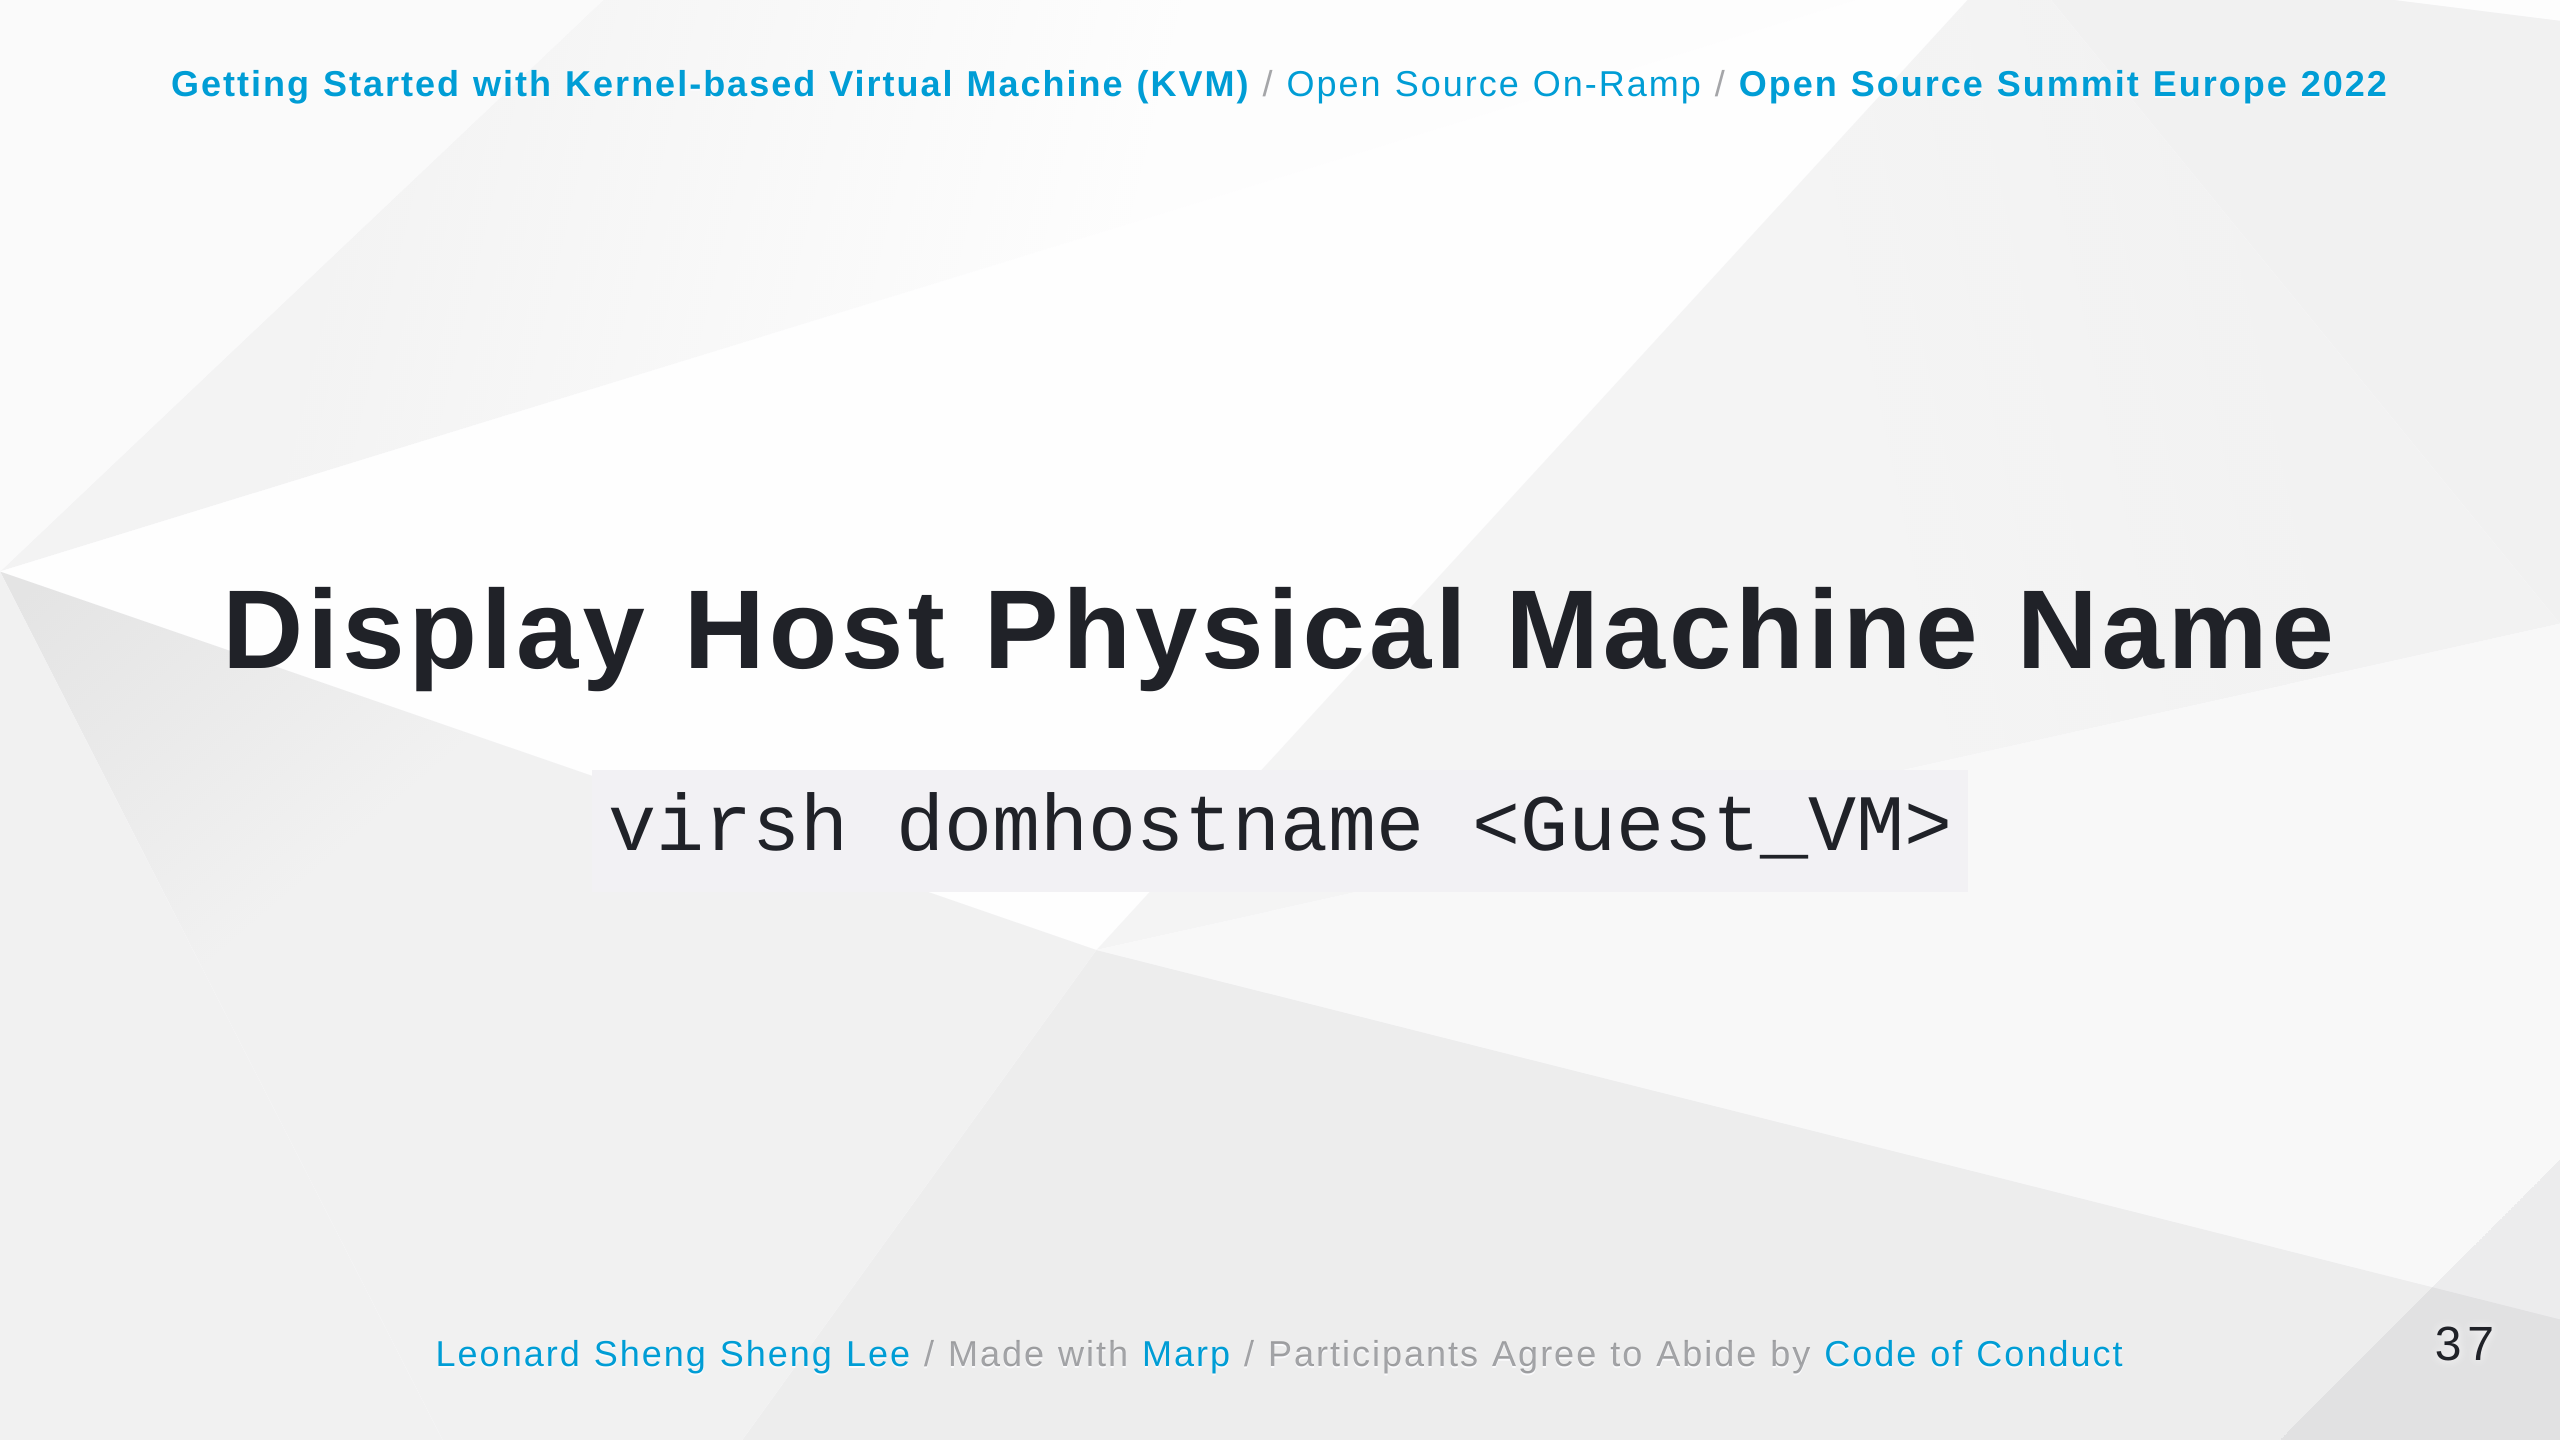 Getting Started with Kernel-based Virtual Machine (KVM) / Open Source On-Ramp / Open Source Summit Europe 2022
Display Host Physical Machine Name
virsh domhostname <Guest_VM>
Leonard Sheng Sheng Lee / Made with Marp / Participants Agree to Abide by Code of Conduct
37